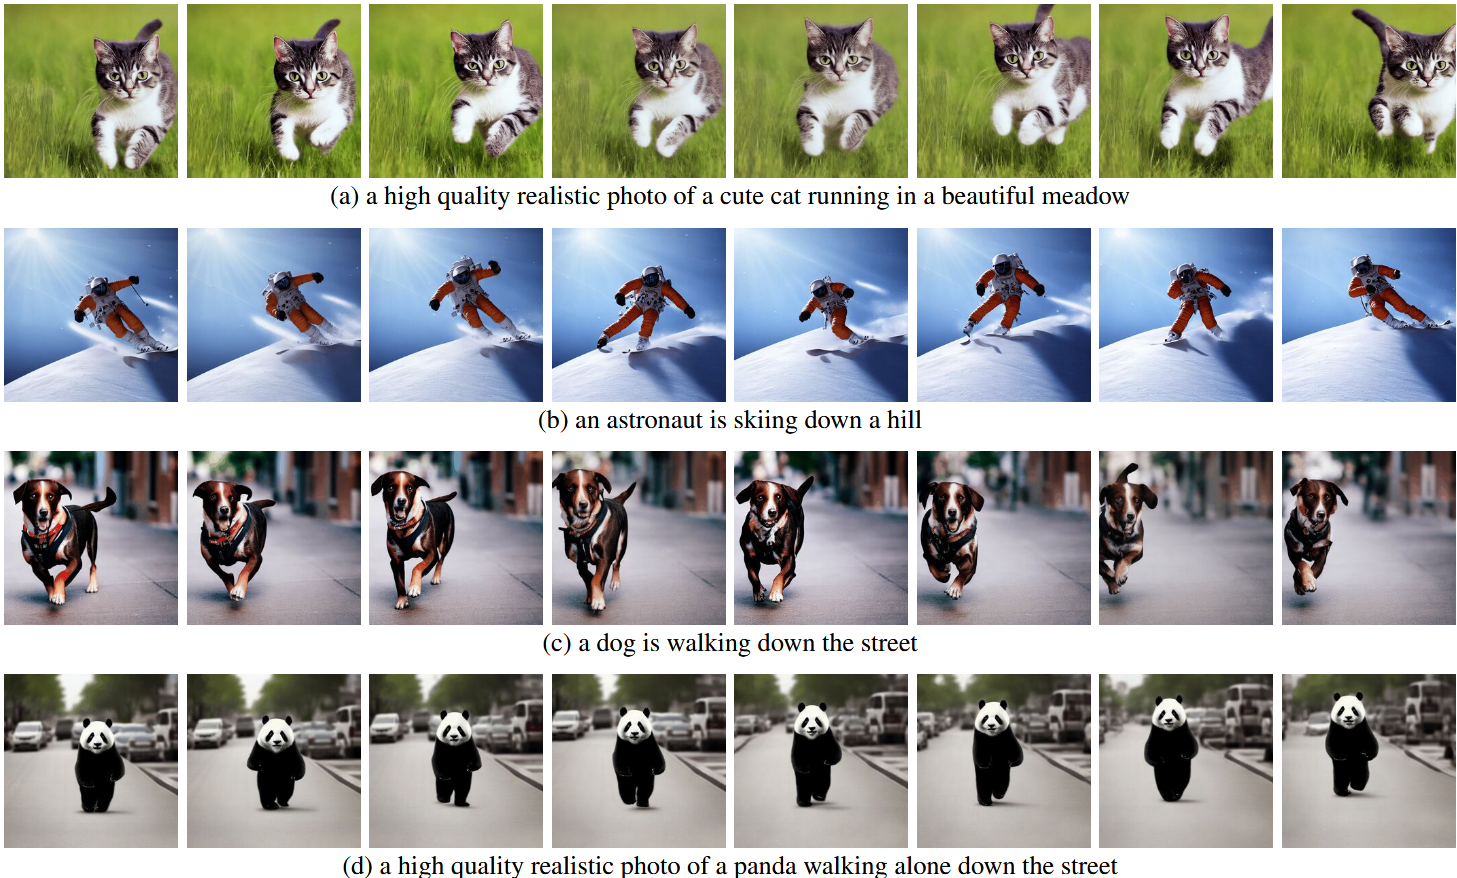 (a) a high quality realistic photo of a cute cat running in a beautiful meadow
(b) an astronaut is skiing down a hill
(c) a dog is walking down the street
(d) a high quality realistic photo of a panda walking alone down the street